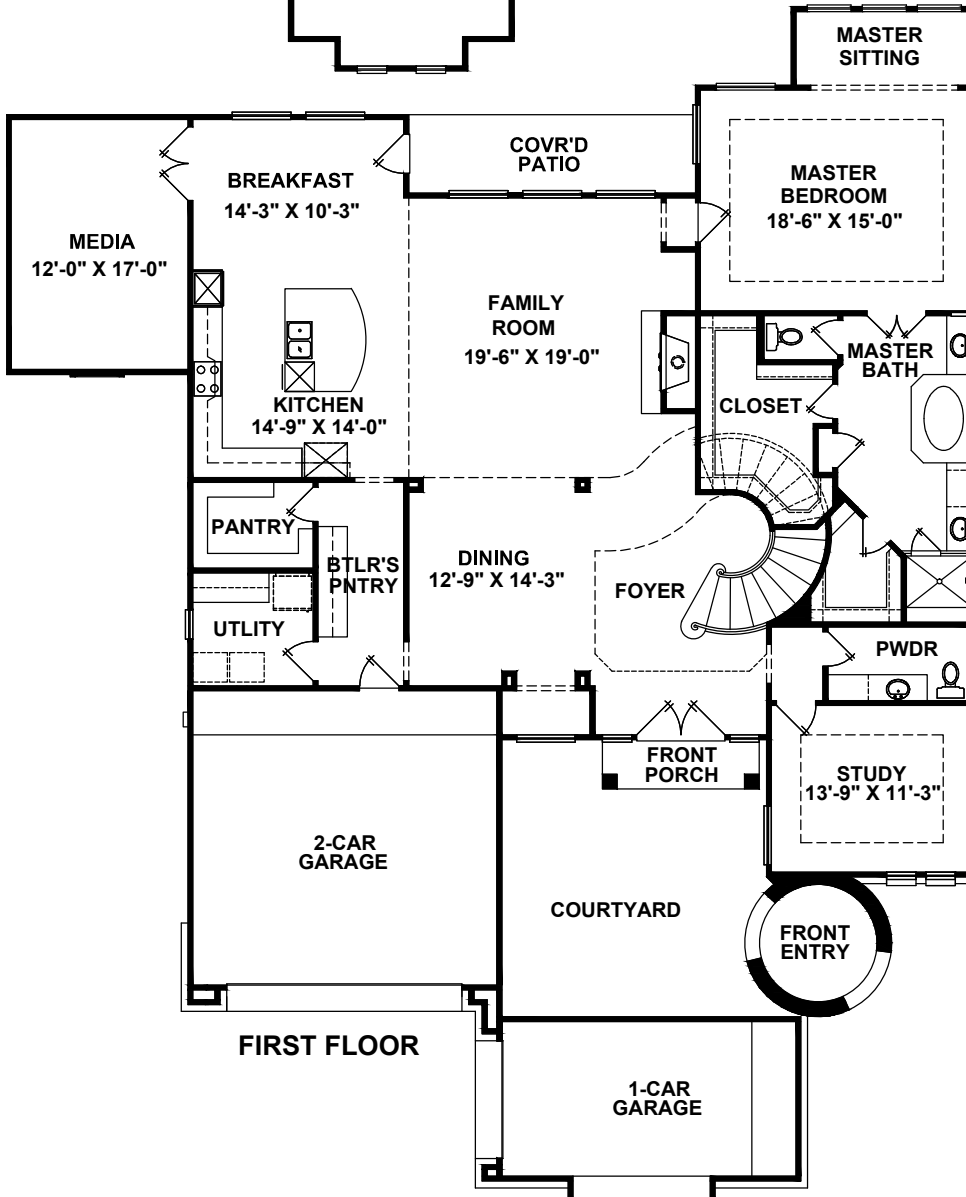 MASTER
SITTING
COVR'D
PATIO
BREAKFAST
14'-3" X 10'-3"
MASTER
BEDROOM
18'-6" X 15'-0"
MEDIA
12'-0" X 17'-0"
FAMILY
ROOM
19'-6" X 19'-0"
MASTER
BATH
KITCHEN
14'-9" X 14'-0"
CLOSET
PANTRY
BTLR'S
PNTRY
DINING
12'-9" X 14'-3"
FOYER
UTLITY
PWDR
FRONT
PORCH
STUDY
13'-9" X 11'-3"
2-CAR
GARAGE
COURTYARD
FRONT
ENTRY
FIRST FLOOR
1-CAR
GARAGE